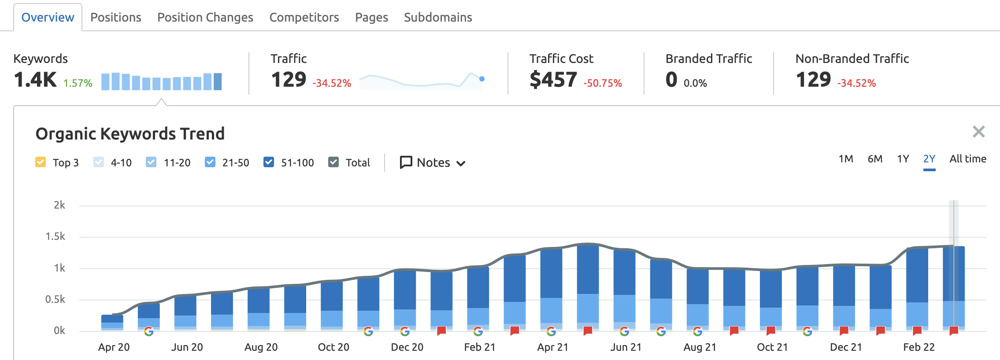 Overview Positions Position Changes Competitors Pages Subdomains
Keywords Traffic Traffic Cost Branded Traffic Non-Branded Traffic
1.4K 1.57% 129 -34.52% $457 -50.75% 0 0.0% 129 -34.52%
Organic Keywords Trend
Top 3 4-10 11-20 21-50 51-100 Total Notes 1M 6M 1Y 2Y All time
2k
1.5k
1k
0.5k
0k
Apr 20 Jun 20 Aug 20 Oct 20 Dec 20 Feb 21 Apr 21 Jun 21 Aug 21 Oct 21 Dec 21 Feb 22